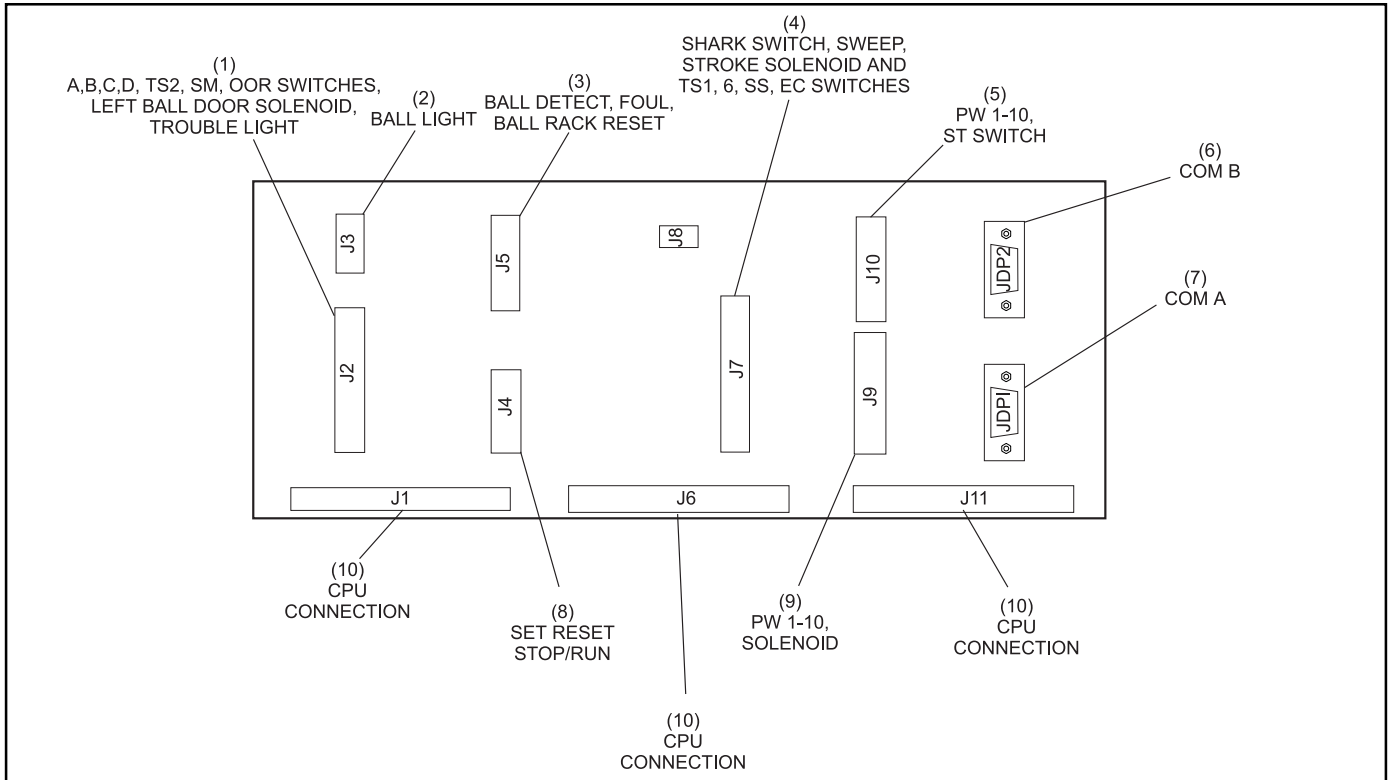 (1)
A,B,C,D, TS2, SM, OOR SWITCHES,
LEFT BALL DOOR SOLENOID,
TROUBLE LIGHT
(2)
BALL LIGHT
(3)
BALL DETECT, FOUL,
BALL RACK RESET
(4)
SHARK SWITCH, SWEEP,
STROKE SOLENOID AND
TS1, 6, SS, EC SWITCHES
(5)
PW 1-10,
ST SWITCH
(6)
COM B
(7)
COM A
J3
J5
J8
J10
JDP2
J2
J4
J7
J9
JDPI
J1
J6
J11
(10)
CPU
CONNECTION
(8)
SET RESET
STOP/RUN
(10)
CPU
CONNECTION
(9)
PW 1-10,
SOLENOID
(10)
CPU
CONNECTION